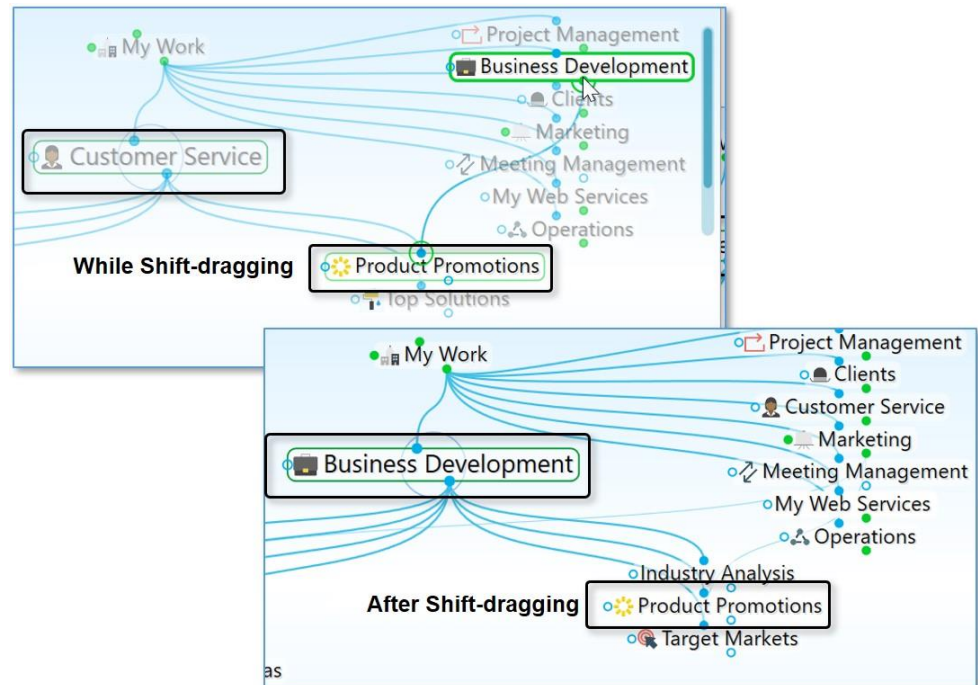 My Work
Project Management
Business Development
Clients
Marketing
Customer Service
Meeting Management
My Web Services
Operations
While Shift-dragging
Product Promotions
Top Solutions
My Work
Project Management
Clients
Customer Service
Marketing
Business Development
Meeting Management
My Web Services
Operations
Industry Analysis
After Shift-dragging
Product Promotions
Target Markets
as